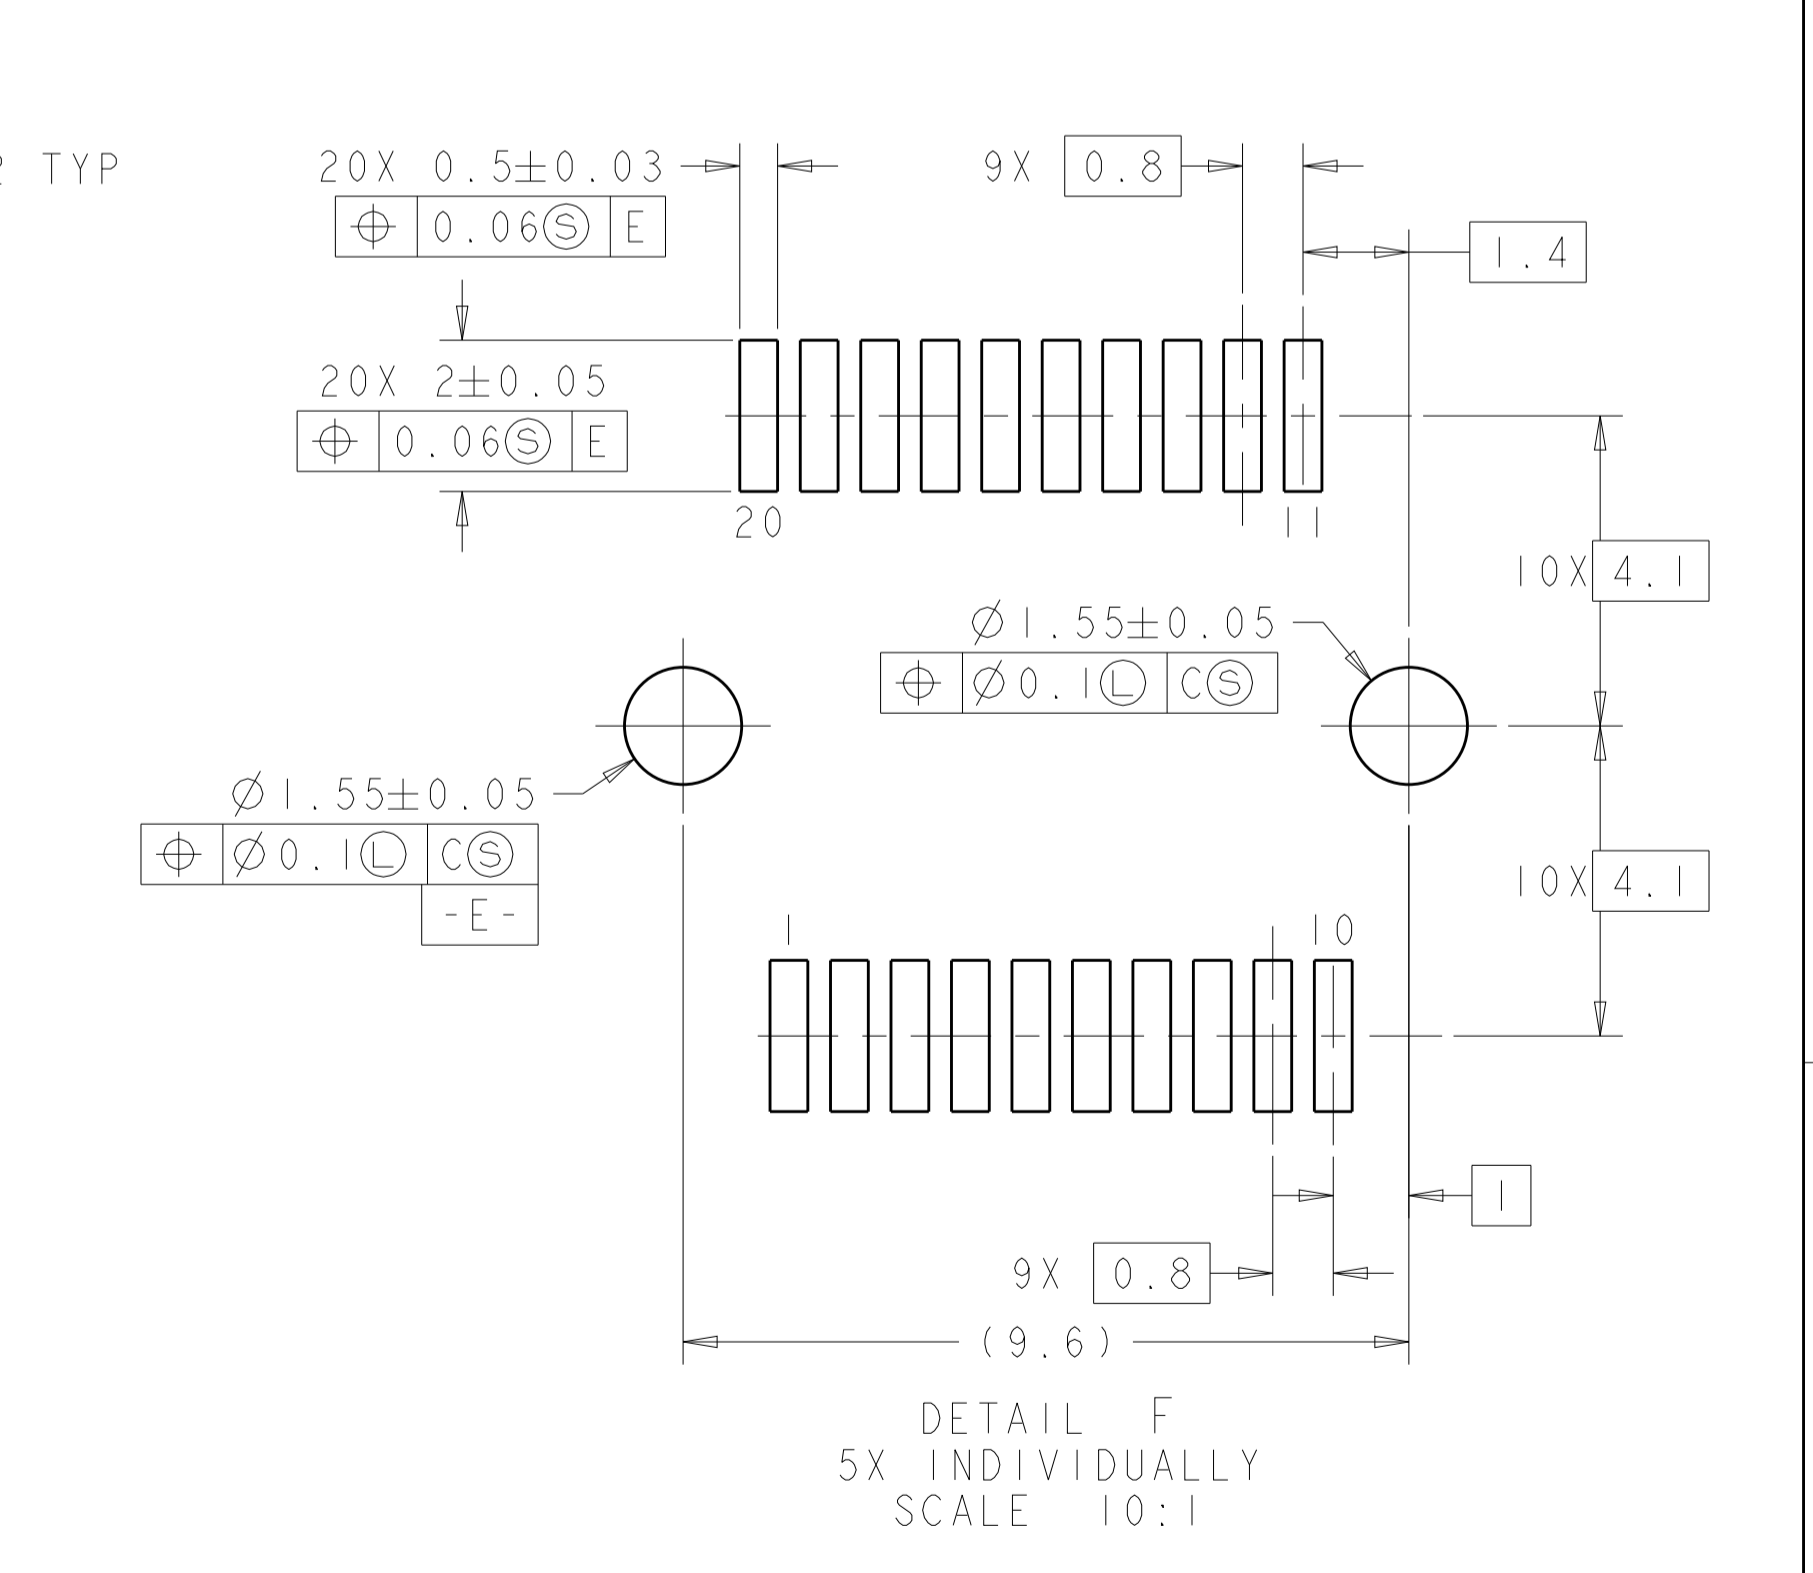 TYP
20X 0.5±0.03
⌖ 0.06Ⓢ E
9X 0.8
1.4
20X 2±0.05
⌖ 0.06Ⓢ E
20
11
10X 4.1
Ø1.55±0.05
⌖ Ø0.1Ⓛ CⓈ
Ø1.55±0.05
⌖ Ø0.1Ⓛ CⓈ
-E-
10X 4.1
1
10
1
9X 0.8
(9.6)
DETAIL F
5X INDIVIDUALLY
SCALE 10:1